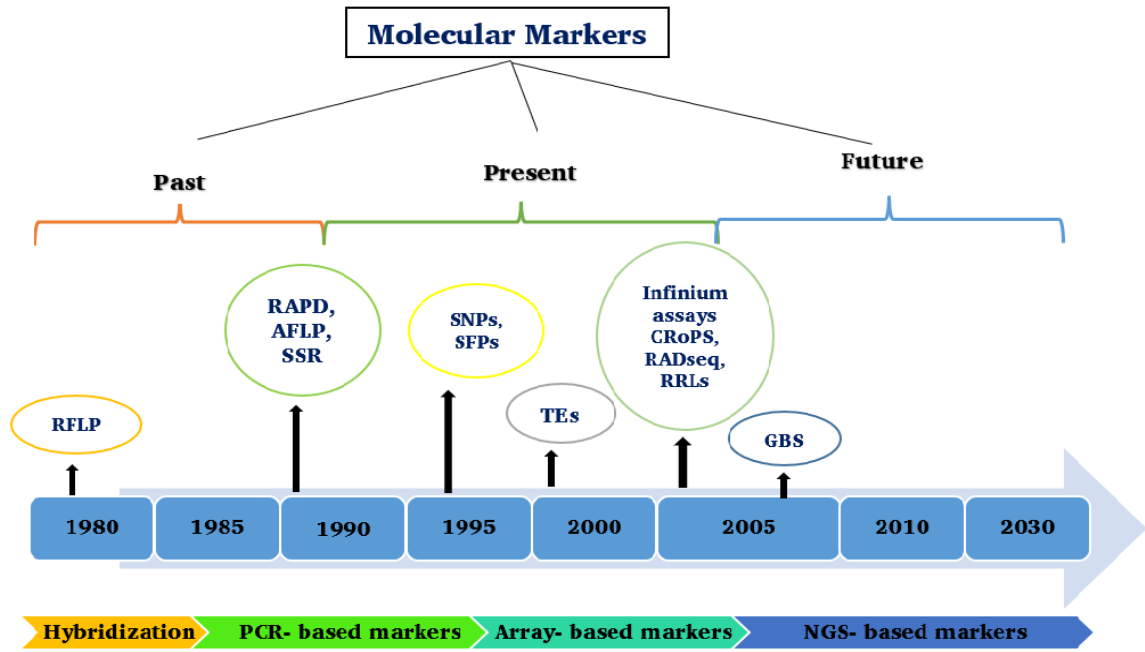 Molecular Markers
Past
Present
Future
RAPD,
AFLP,
SSR
SNPs,
SFPs
Infinium
assays
CRoPS,
RADseq,
RRLs
RFLP
TEs
GBS
1980
1985
1990
1995
2000
2005
2010
2030
Hybridization
PCR- based markers
Array- based markers
NGS- based markers